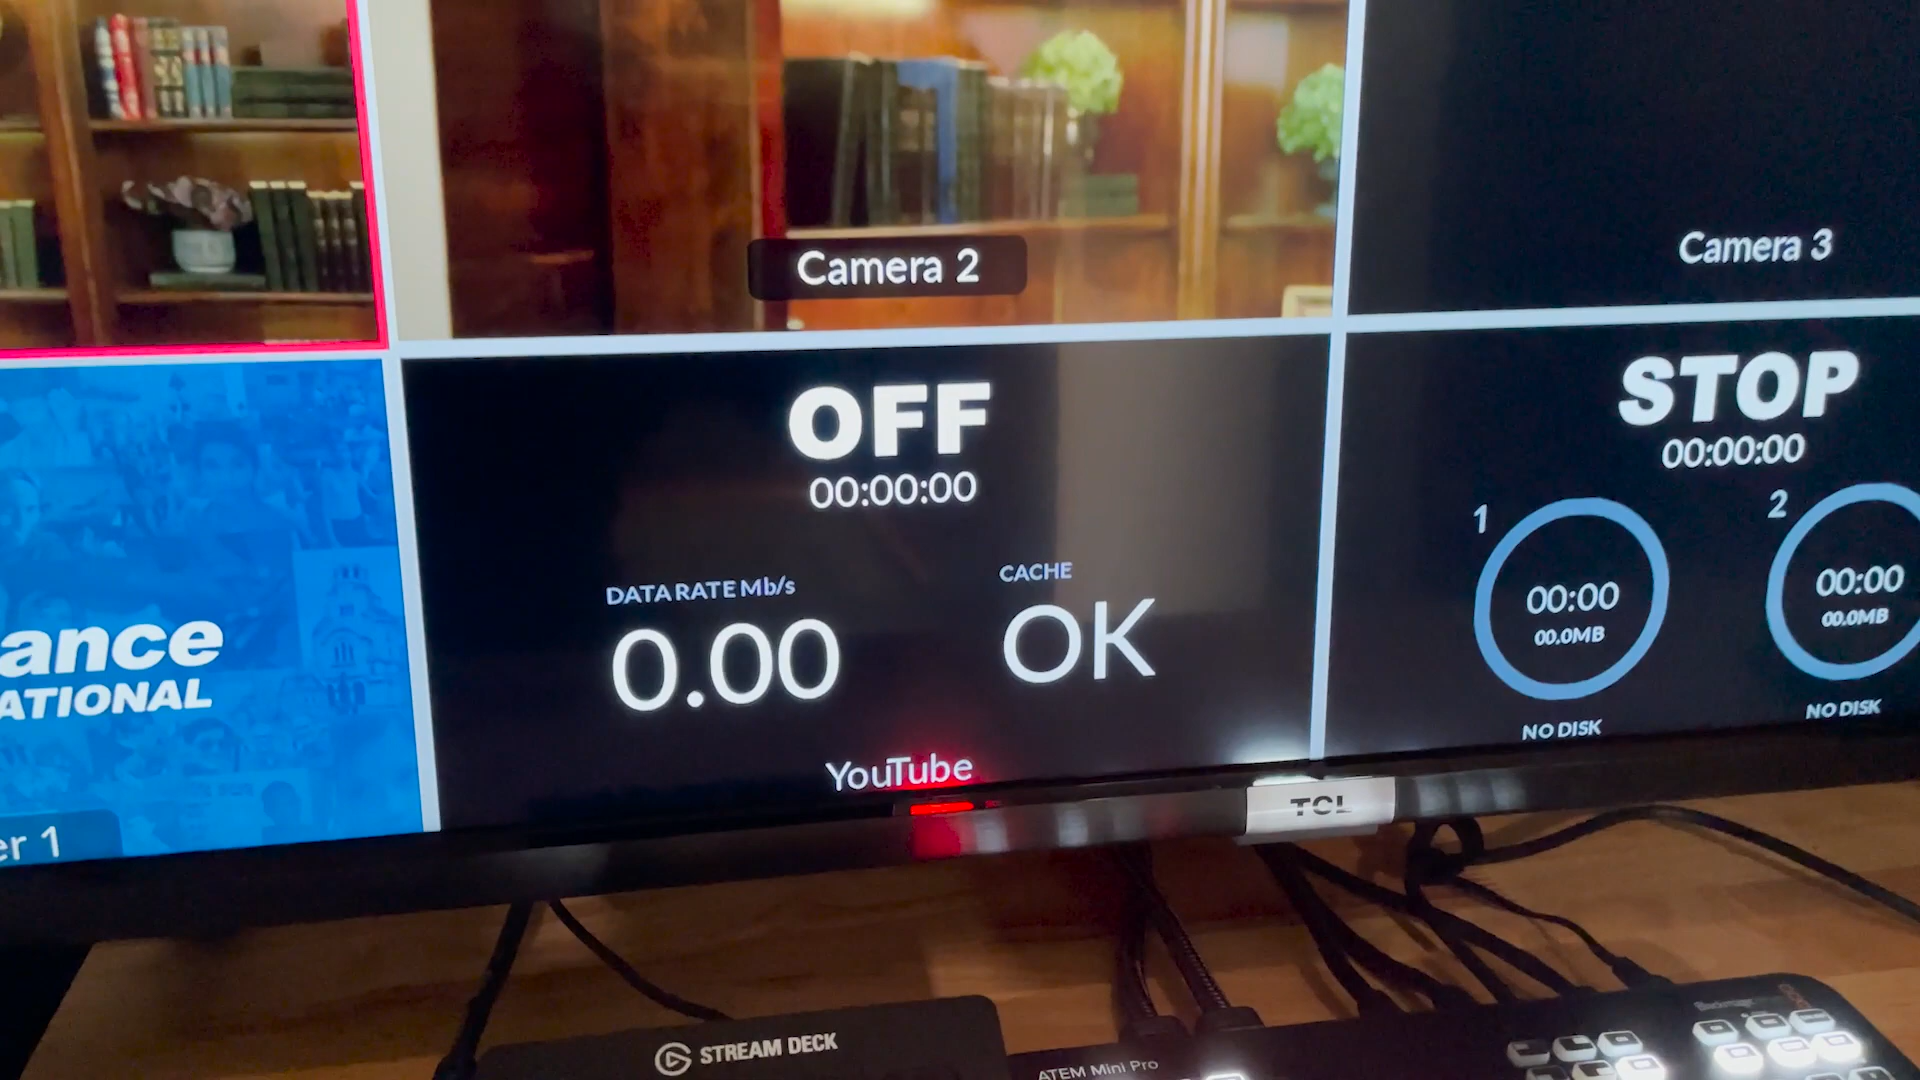 Camera 2
Camera 3
ance
ATIONAL
er 1
OFF
00:00:00
DATA RATE Mb/s
0.00
CACHE
OK
YouTube
STOP
00:00:00
1
00:00
00.0MB
NO DISK
2
00:00
00.0MB
NO DISK
TCL
STREAM DECK
ATEM Mini Pro